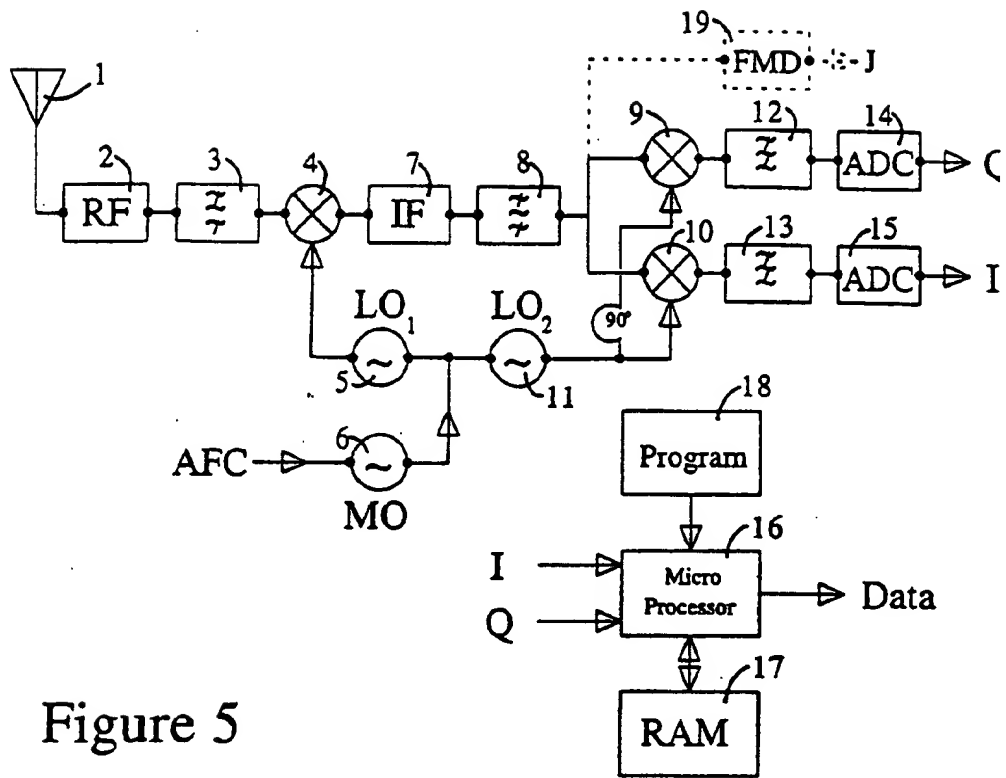 19
FMD
J
1
9
12
14
ADC
Q
2
RF
3
4
7
IF
8
10
13
15
ADC
I
90°
LO1
5
LO2
11
AFC
6
MO
18
Program
16
I
Micro
Processor
Data
Q
17
RAM
Figure 5